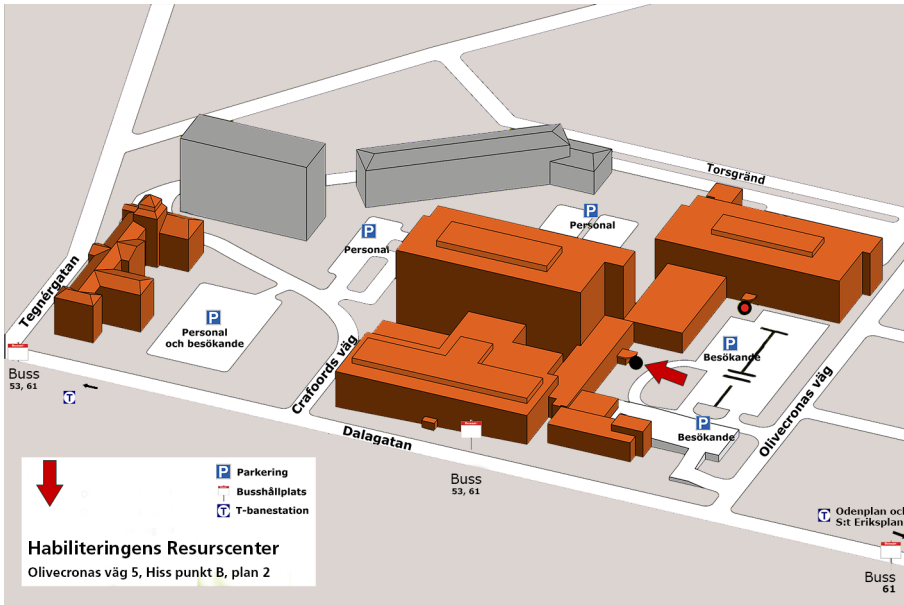 Torsgränd
P
Personal
P
Personal
Tegnérgatan
P
Personal
och besökande
Crafoords väg
P
Besökande
P
Besökande
Olivecronas väg
Buss
53, 61
T
Dalagatan
Buss
53, 61
P Parkering
Busshållplats
T T-banestation
Habiliteringens Resurscenter
Olivecronas väg 5, Hiss punkt B, plan 2
T Odenplan och
S:t Eriksplan
Buss
61